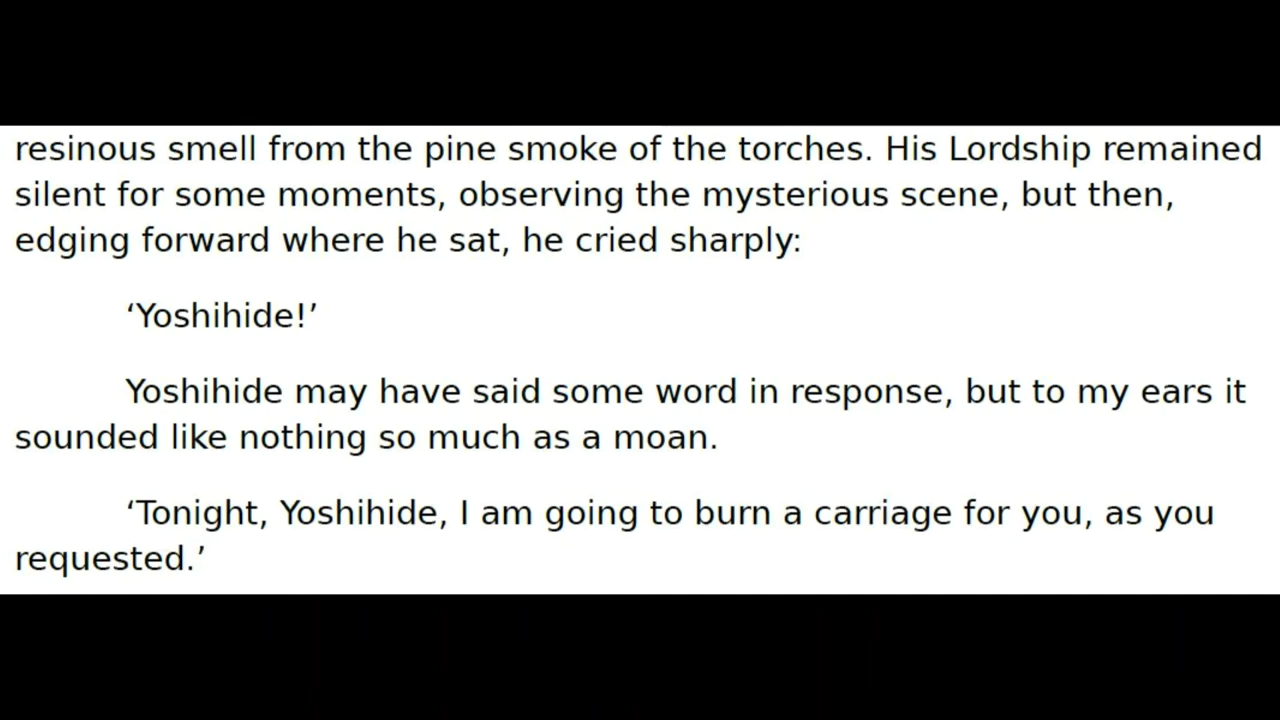 resinous smell from the pine smoke of the torches. His Lordship remained
silent for some moments, observing the mysterious scene, but then,
edging forward where he sat, he cried sharply:
‘Yoshihide!’
Yoshihide may have said some word in response, but to my ears it
sounded like nothing so much as a moan.
‘Tonight, Yoshihide, I am going to burn a carriage for you, as you
requested.’